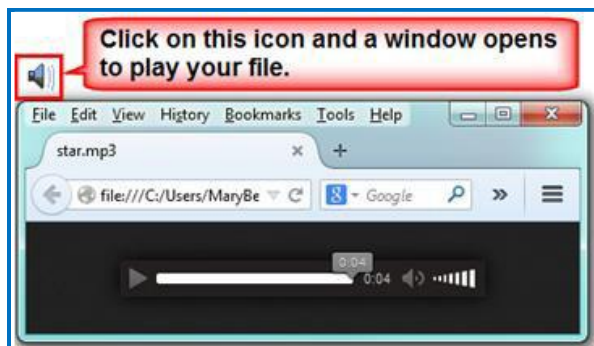 Click on this icon and a window opens
to play your file.
File Edit View History Bookmarks Tools Help
star.mp3
file:///C:/Users/MaryBe 8 Google
0:04
0:04